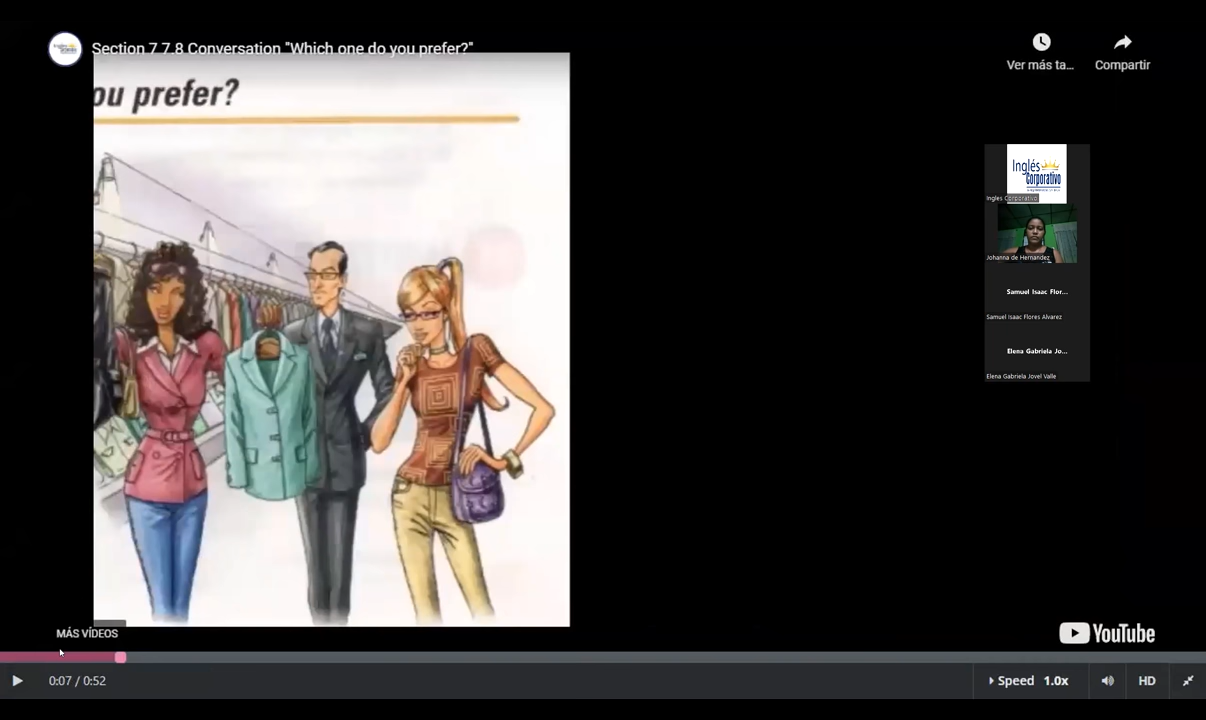 Section 7 7.8 Conversation "Which one do you prefer?"
Ver más ta...
Compartir
ou prefer?
Inglés
Corporativo
Ingles Corporativo
Johanna de Hernandez
Samuel Isaac Flor...
Samuel Isaac Flores Alvarez
Elena Gabriela Jo...
Elena Gabriela Jovel Valle
MÁS VÍDEOS
YouTube
0:07 / 0:52
Speed 1.0x
HD